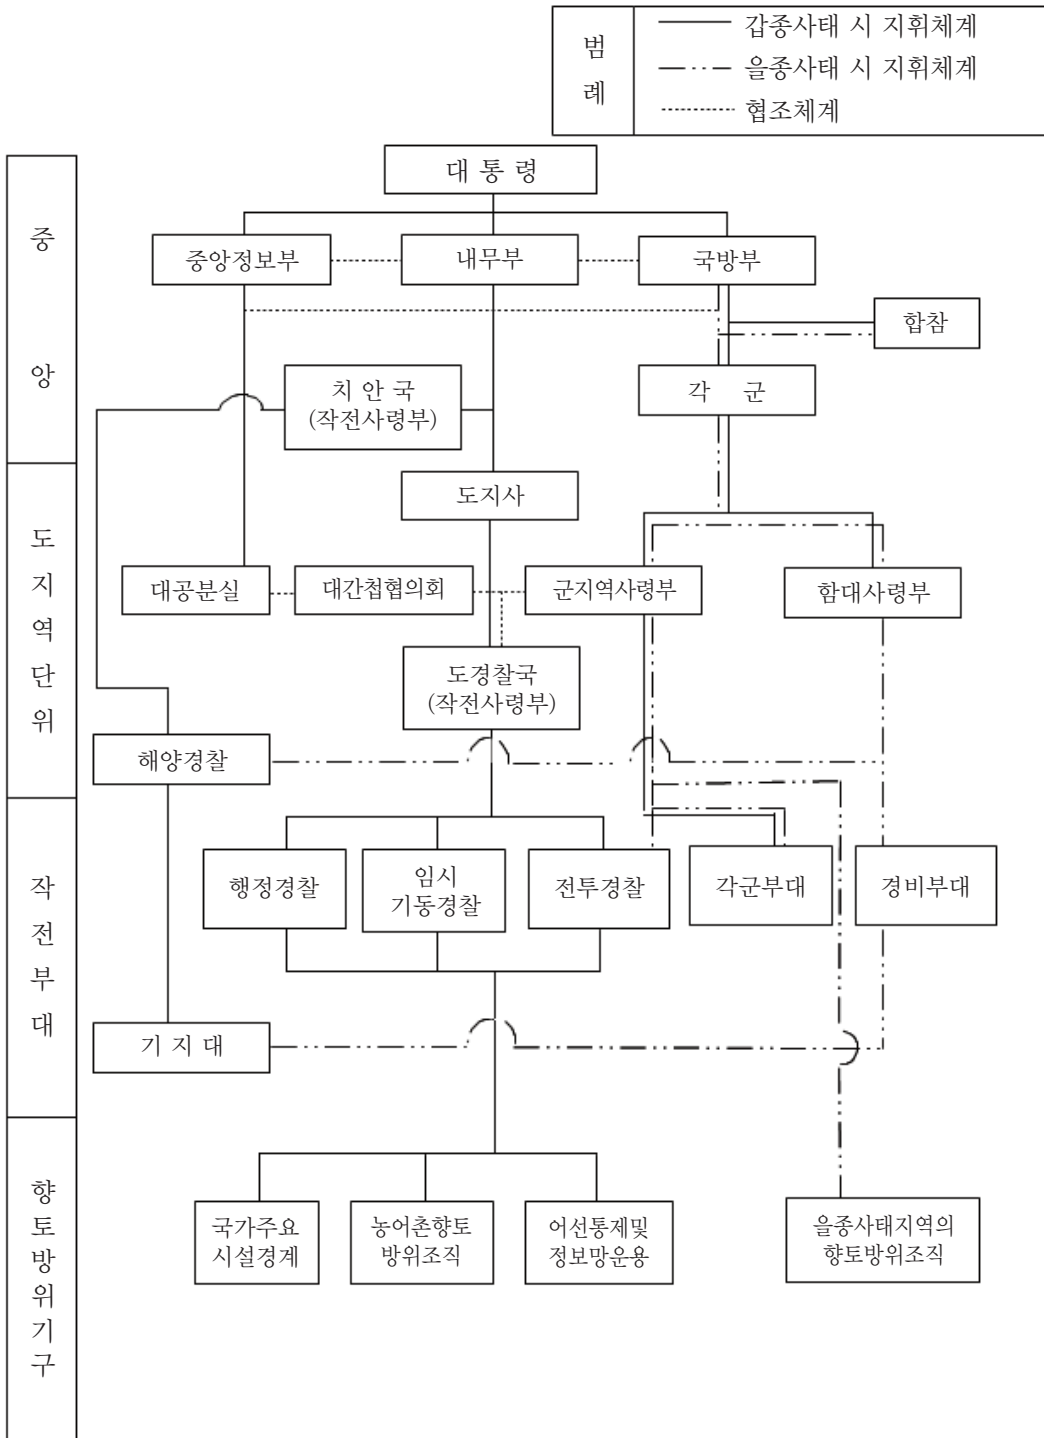 범
례
갑종사태 시 지휘체계
을종사태 시 지휘체계
협조체계
중
앙
대 통 령
중앙정보부
내무부
국방부
합참
치 안 국
(작전사령부)
각 군
도
지
역
단
위
도지사
대공분실
대간첩협의회
군지역사령부
함대사령부
도경찰국
(작전사령부)
해양경찰
작
전
부
대
행정경찰
임시
기동경찰
전투경찰
각군부대
경비부대
기 지 대
향
토
방
위
기
구
국가주요
시설경계
농어촌향토
방위조직
어선통제및
정보망운용
을종사태지역의
향토방위조직